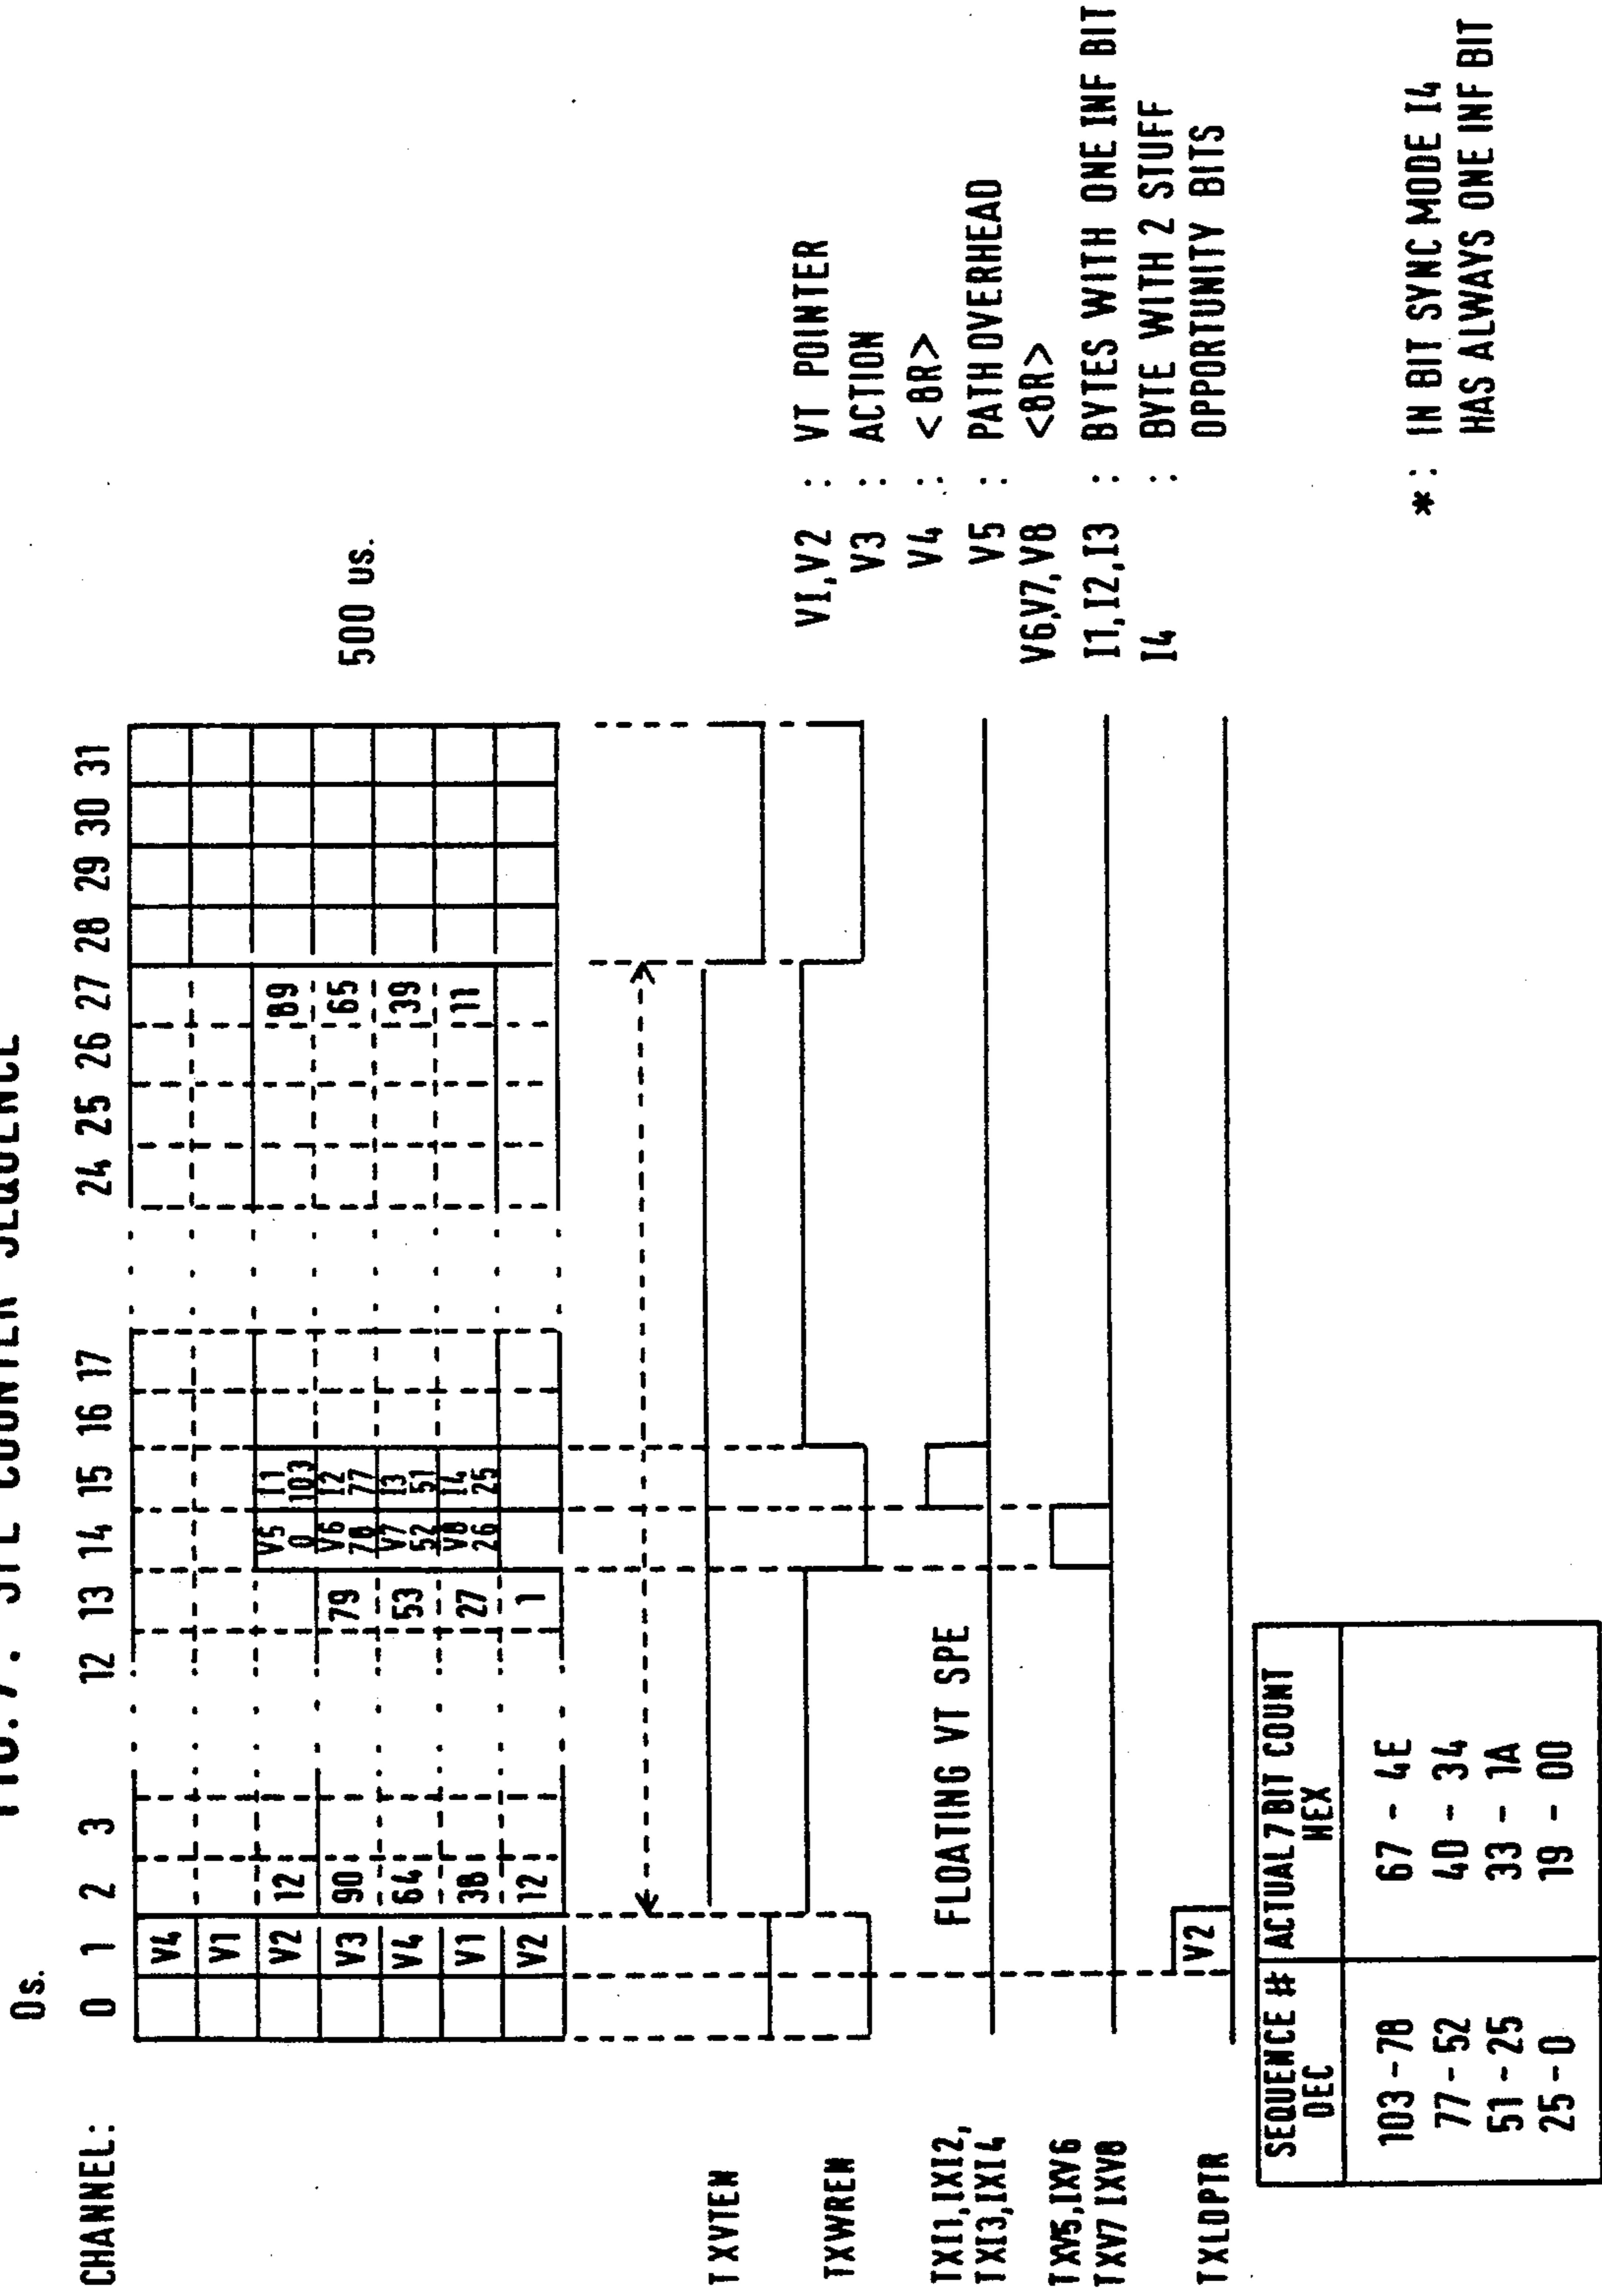 FIG. 7. SPE COUNTER SEQUENCE
0s.
CHANNEL: 0 1 2 3 12 13 14 15 16 17 24 25 26 27 28 29 30 31
V4
V1
V2 12 V5 0 I1 103 89
V3 90 79 V6 78 I2 77 65
V4 64 53 V7 52 I3 51 39
V1 38 27 V8 26 I4 25 11
V2 12 1
500 us.
TXVTEN
TXWREN
TXI1,IXI2,
TXI3,IXI4
FLOATING VT SPE
TXV5,IXV6
TXV7 IXV8
TXLDPTR
V2
V1,V2 : VT POINTER
V3 : ACTION
V4 : <8R>
V5 : PATH OVERHEAD
V6,V7,V8 <8R>
I1,I2,I3 : BYTES WITH ONE INF BIT
I4 : BYTE WITH 2 STUFF
OPPORTUNITY BITS
SEQUENCE # ACTUAL 7 BIT COUNT
DEC HEX
103-78 67 - 4E
77-52 4D - 34
51-25 33 - 1A
25-0 19 - 00
*: IN BIT SYNC MODE I4
HAS ALWAYS ONE INF BIT